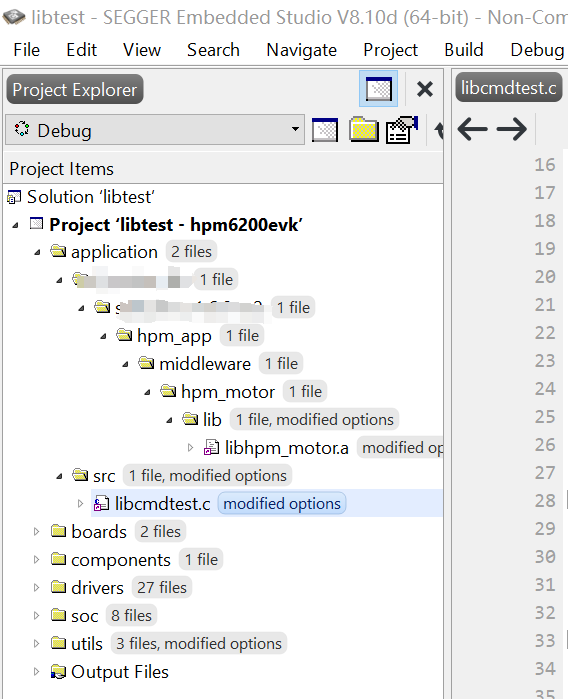 libtest - SEGGER Embedded Studio V8.10d (64-bit) - Non-Com
File Edit View Search Navigate Project Build Debug
Project Explorer
libcmdtest.c
Debug
Project Items
Solution 'libtest'
Project 'libtest - hpm6200evk'
application 2 files
1 file
1 file
hpm_app 1 file
middleware 1 file
hpm_motor 1 file
lib 1 file, modified options
libhpm_motor.a modified op
src 1 file, modified options
libcmdtest.c modified options
boards 2 files
components 1 file
drivers 27 files
soc 8 files
utils 3 files, modified options
Output Files
16
17
18
19
20
21
22
23
24
25
26
27
28
29
30
31
32
33
34
35